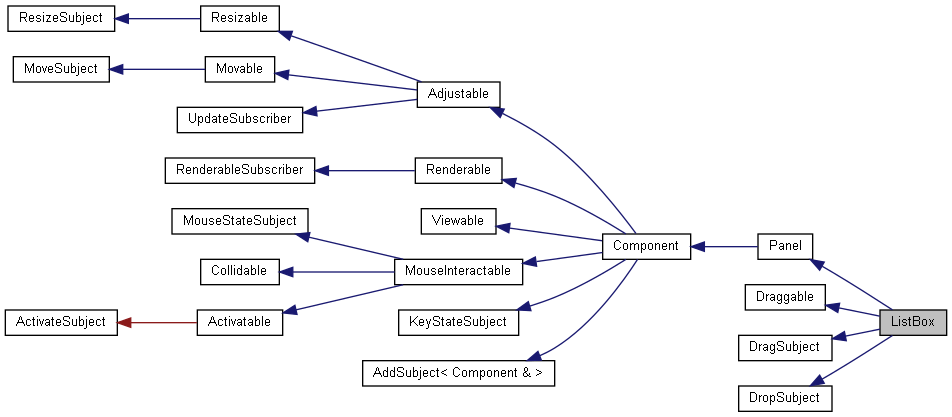 ResizeSubject
Resizable
MoveSubject
Movable
Adjustable
UpdateSubscriber
RenderableSubscriber
Renderable
MouseStateSubject
Viewable
Component
Panel
Collidable
MouseInteractable
Draggable
ActivateSubject
Activatable
KeyStateSubject
ListBox
DragSubject
AddSubject< Component & >
DropSubject